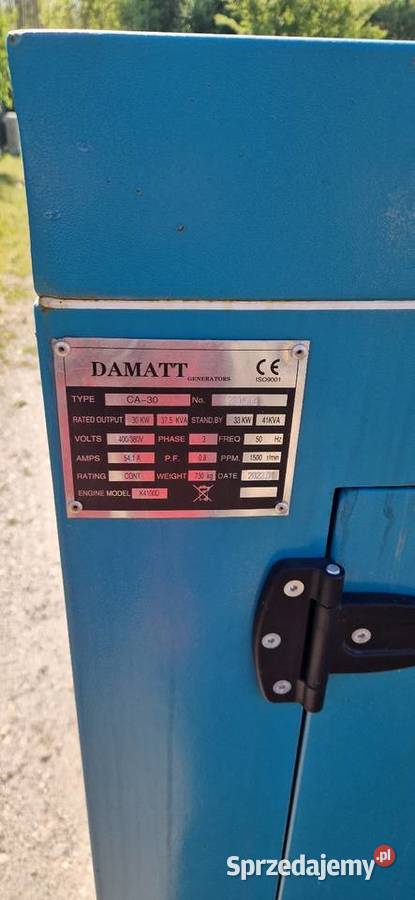 DAMATT
GENERATORS
CE
ISO9001
TYPE CA-30 No.
RATED OUTPUT 30 KW 37.5 KVA STAND.BY 33 KW 41KVA
VOLTS 400/380V PHASE 3 FREQ 50 Hz
AMPS 54.1 A P.F. 0.8 PPM. 1500 r/min
RATING CONT WEIGHT 730 kg DATE
ENGINE MODEL K4100D
Sprzedajemy.pl